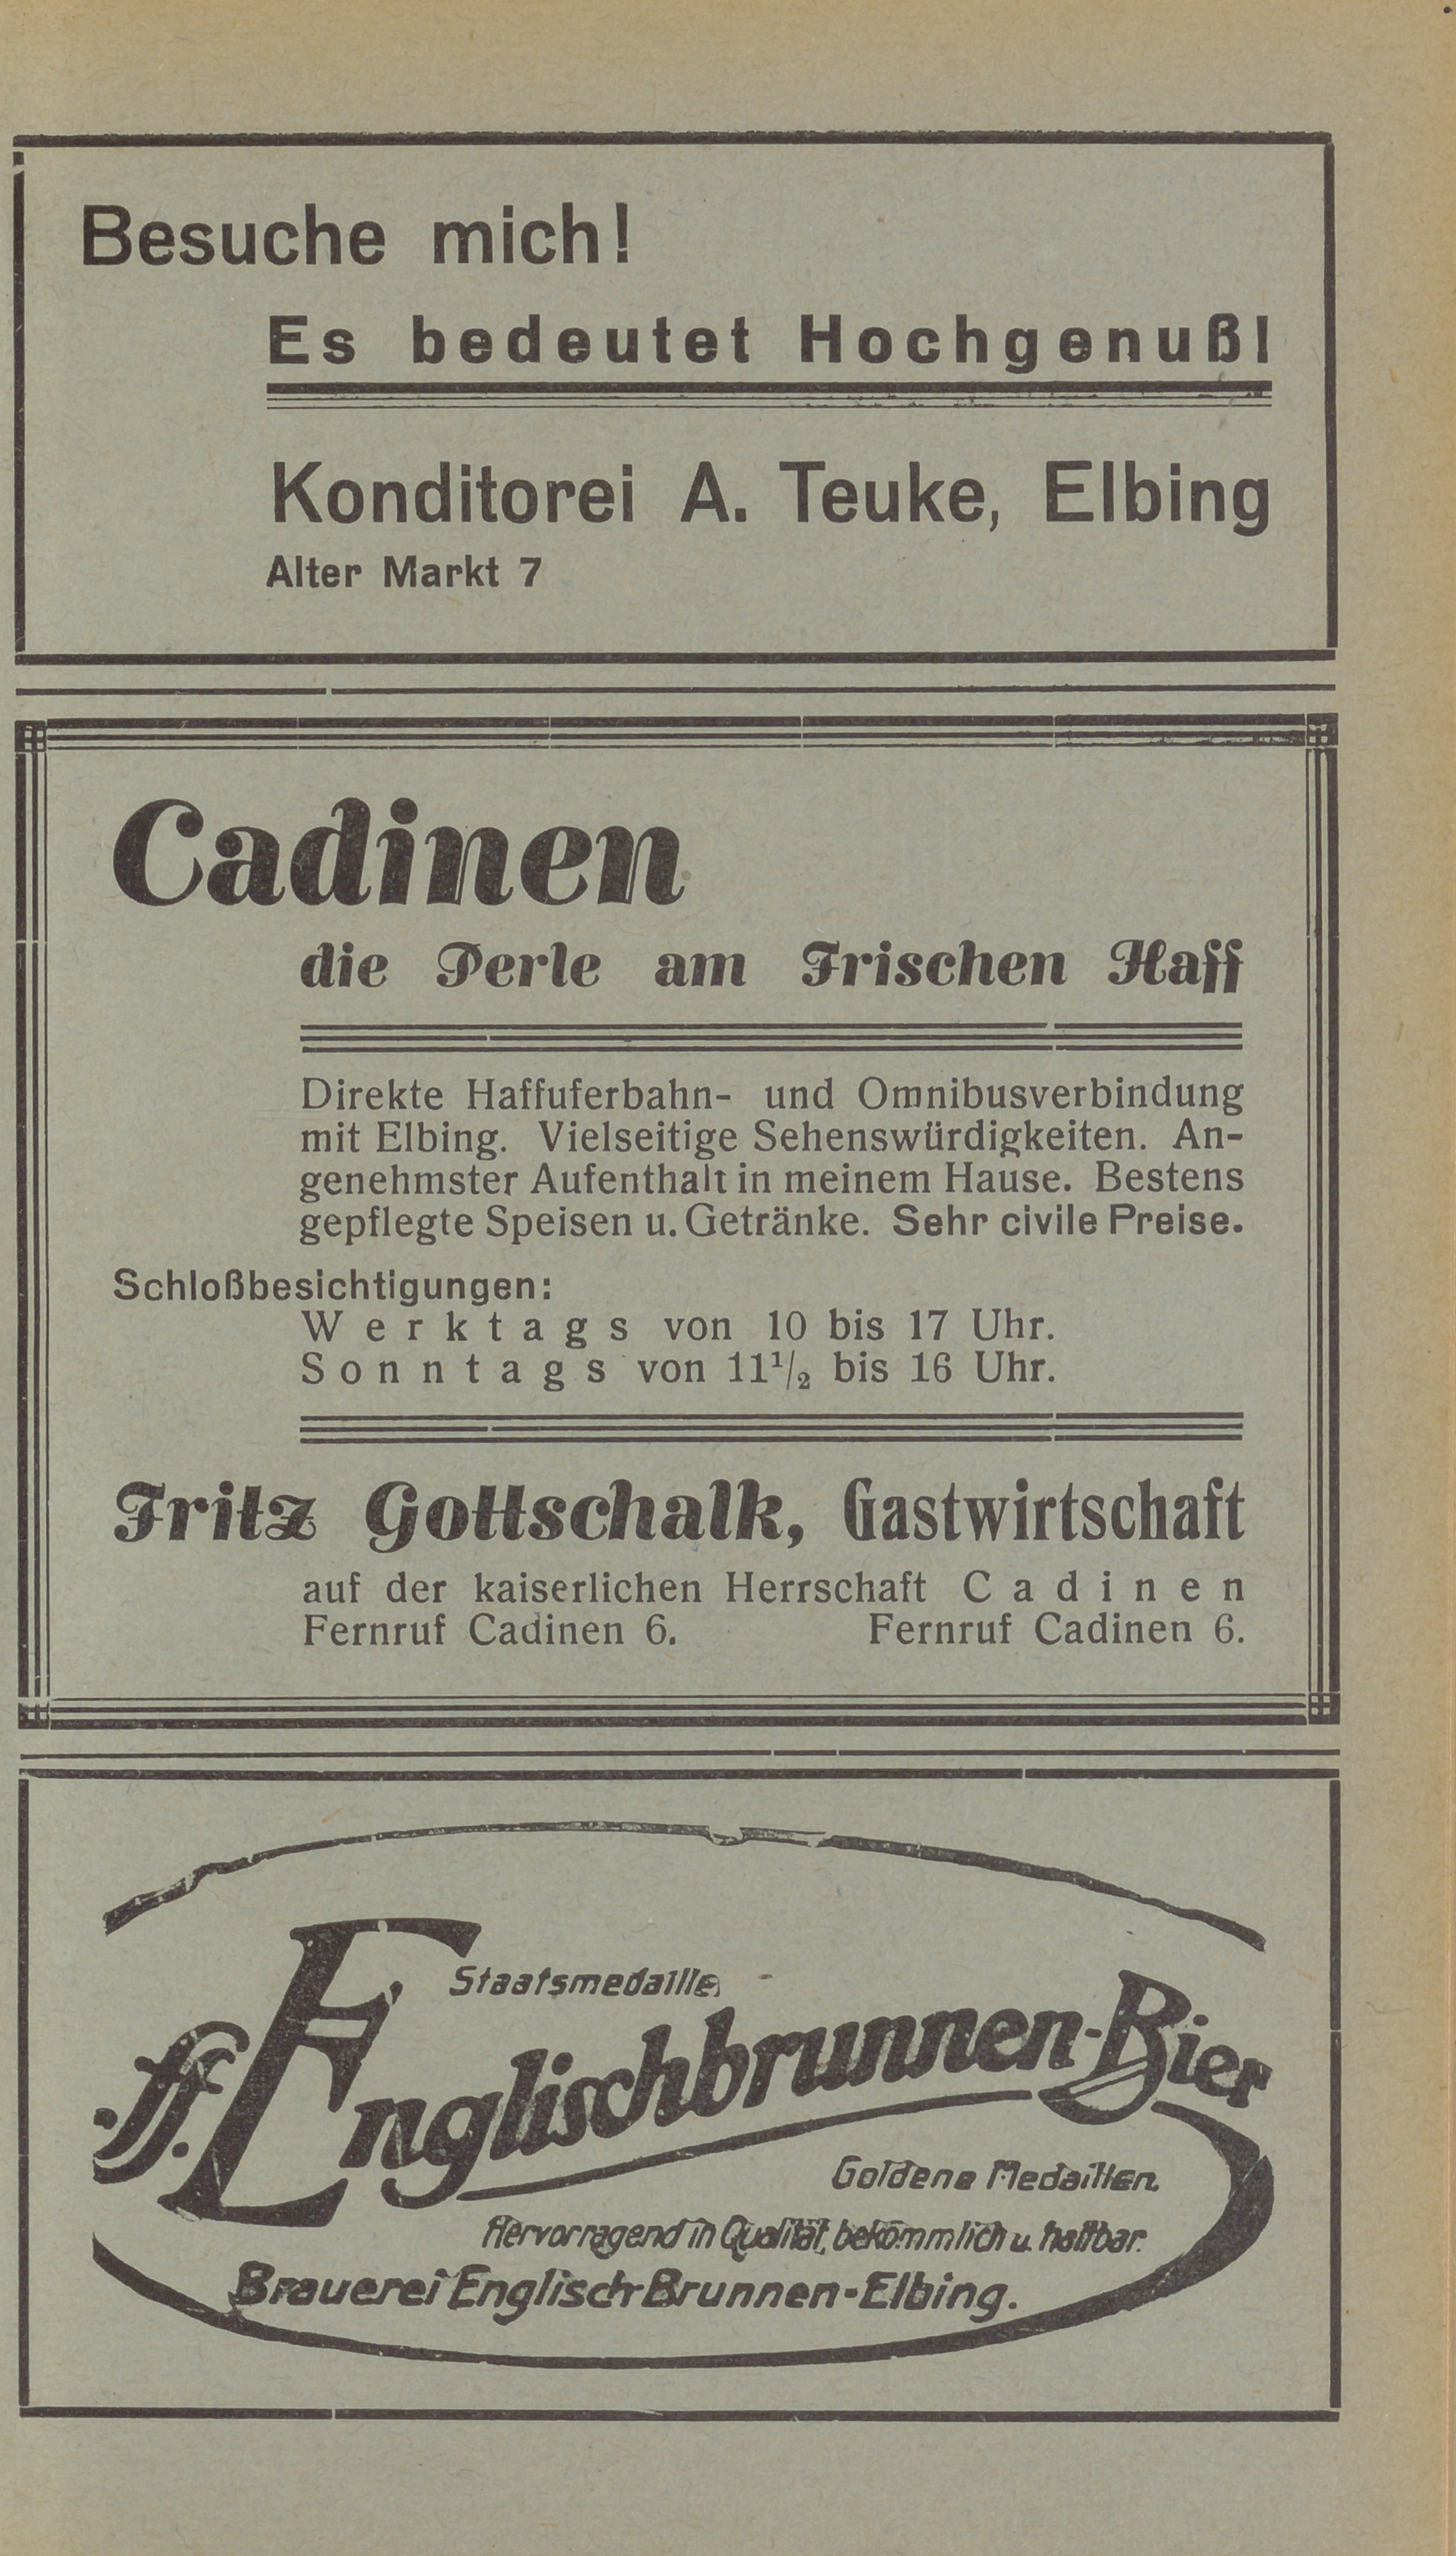 Besuche mich!
Es bedeutet Hochgenuß!
Konditorei A. Teuke, Elbing
Alter Markt 7
Cadinen
die Perle am Frischen Haff
Direkte Haffuferbahn- und Omnibusverbindung
mit Elbing. Vielseitige Sehenswürdigkeiten. An-
genehmster Aufenthalt in meinem Hause. Bestens
gepflegte Speisen u. Getränke. Sehr civile Preise.
Schloßbesichtigungen:
Werktags von 10 bis 17 Uhr.
Sonntags von 11½ bis 16 Uhr.
Fritz Gottschalk, Gastwirtschaft
auf der kaiserlichen Herrschaft Cadinen
Fernruf Cadinen 6. Fernruf Cadinen 6.
Staatsmedaille
ff. Englischbrunnen-Bier
Goldene Medaillen.
Hervorragend in Qualität, bekömmlich u. haltbar.
Brauerei Englisch-Brunnen-Elbing.